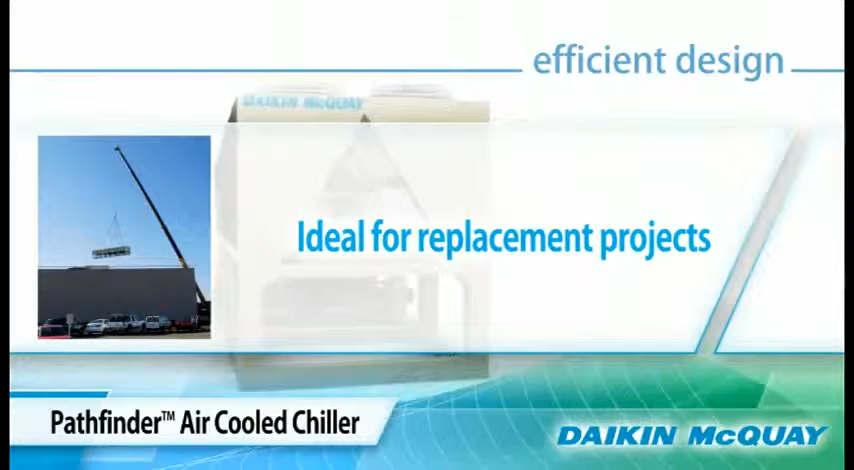 efficient design
DAIKIN McQUAY
Ideal for replacement projects
Pathfinder™ Air Cooled Chiller
DAIKIN McQUAY